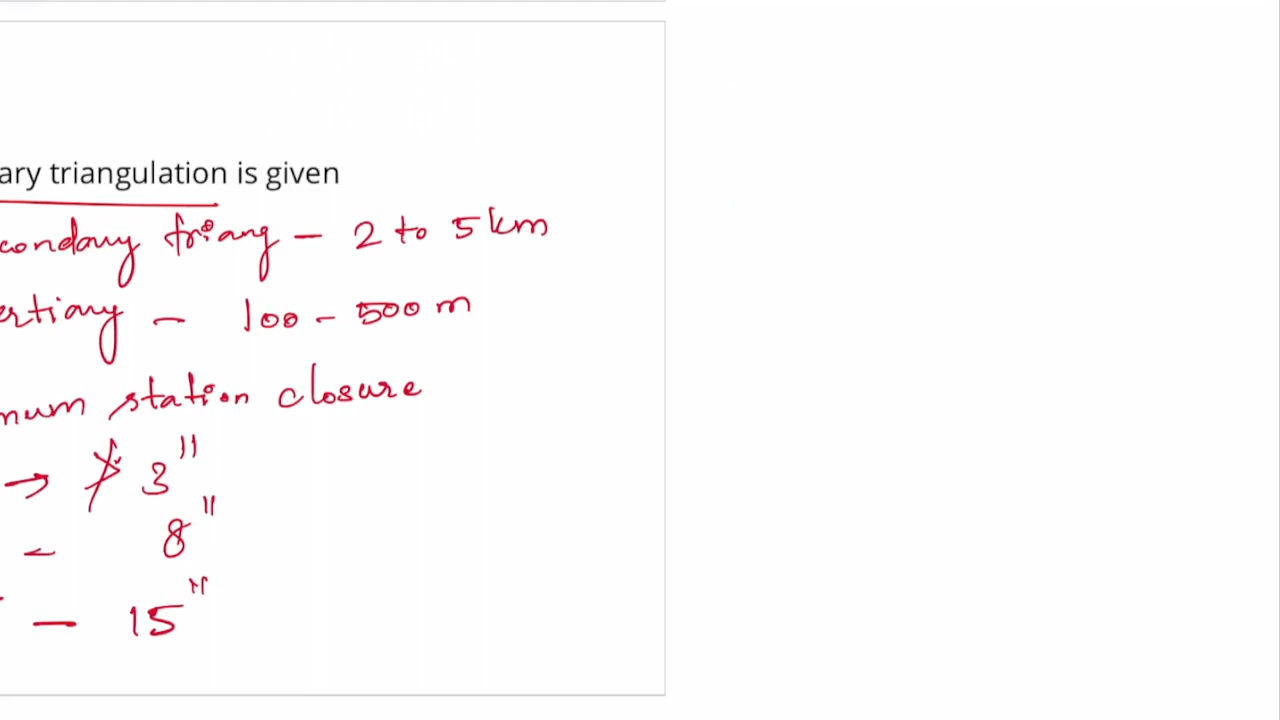 ary triangulation is given
condary triang - 2 to 5 km
ertiary - 100 - 500 m
mum station closure
→ 3"
- 8"
- 15"